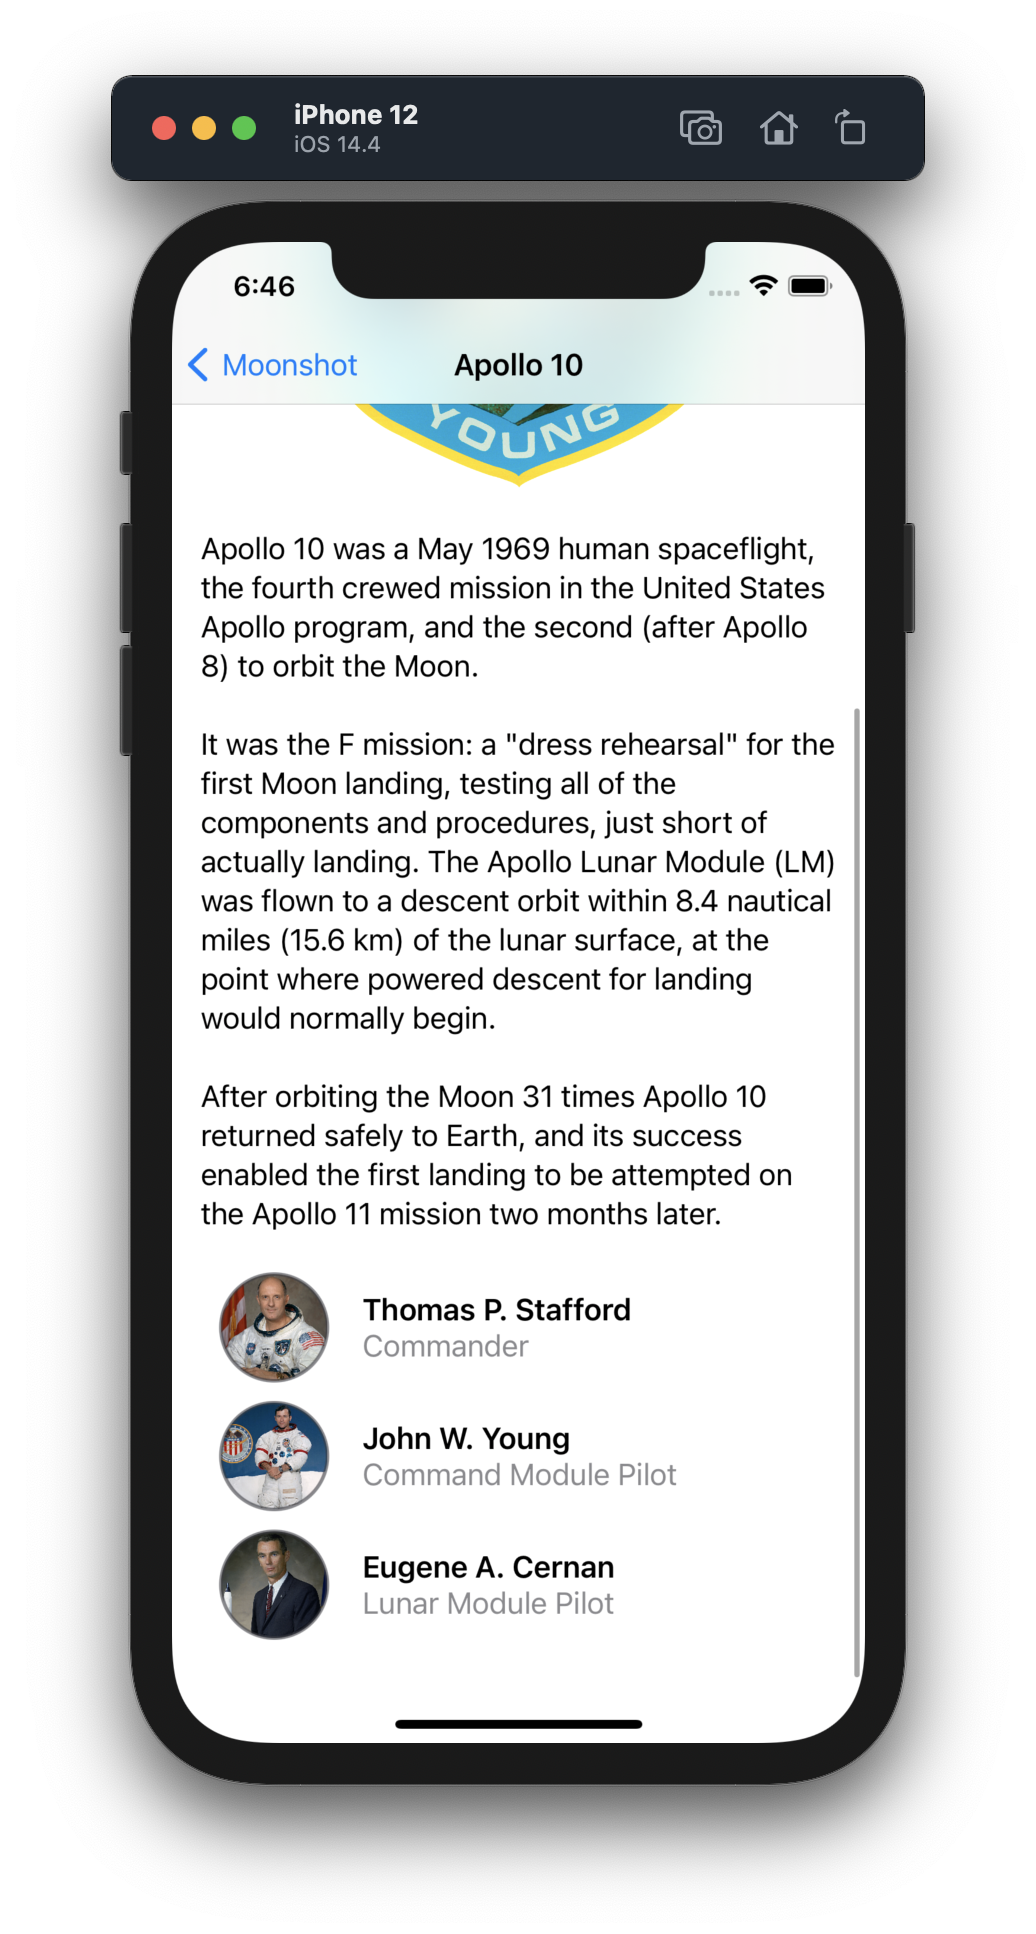 iPhone 12
iOS 14.4
6:46
Moonshot
Apollo 10
YOUNG
Apollo 10 was a May 1969 human spaceflight,
the fourth crewed mission in the United States
Apollo program, and the second (after Apollo
8) to orbit the Moon.
It was the F mission: a "dress rehearsal" for the
first Moon landing, testing all of the
components and procedures, just short of
actually landing. The Apollo Lunar Module (LM)
was flown to a descent orbit within 8.4 nautical
miles (15.6 km) of the lunar surface, at the
point where powered descent for landing
would normally begin.
After orbiting the Moon 31 times Apollo 10
returned safely to Earth, and its success
enabled the first landing to be attempted on
the Apollo 11 mission two months later.
Thomas P. Stafford
Commander
John W. Young
Command Module Pilot
Eugene A. Cernan
Lunar Module Pilot